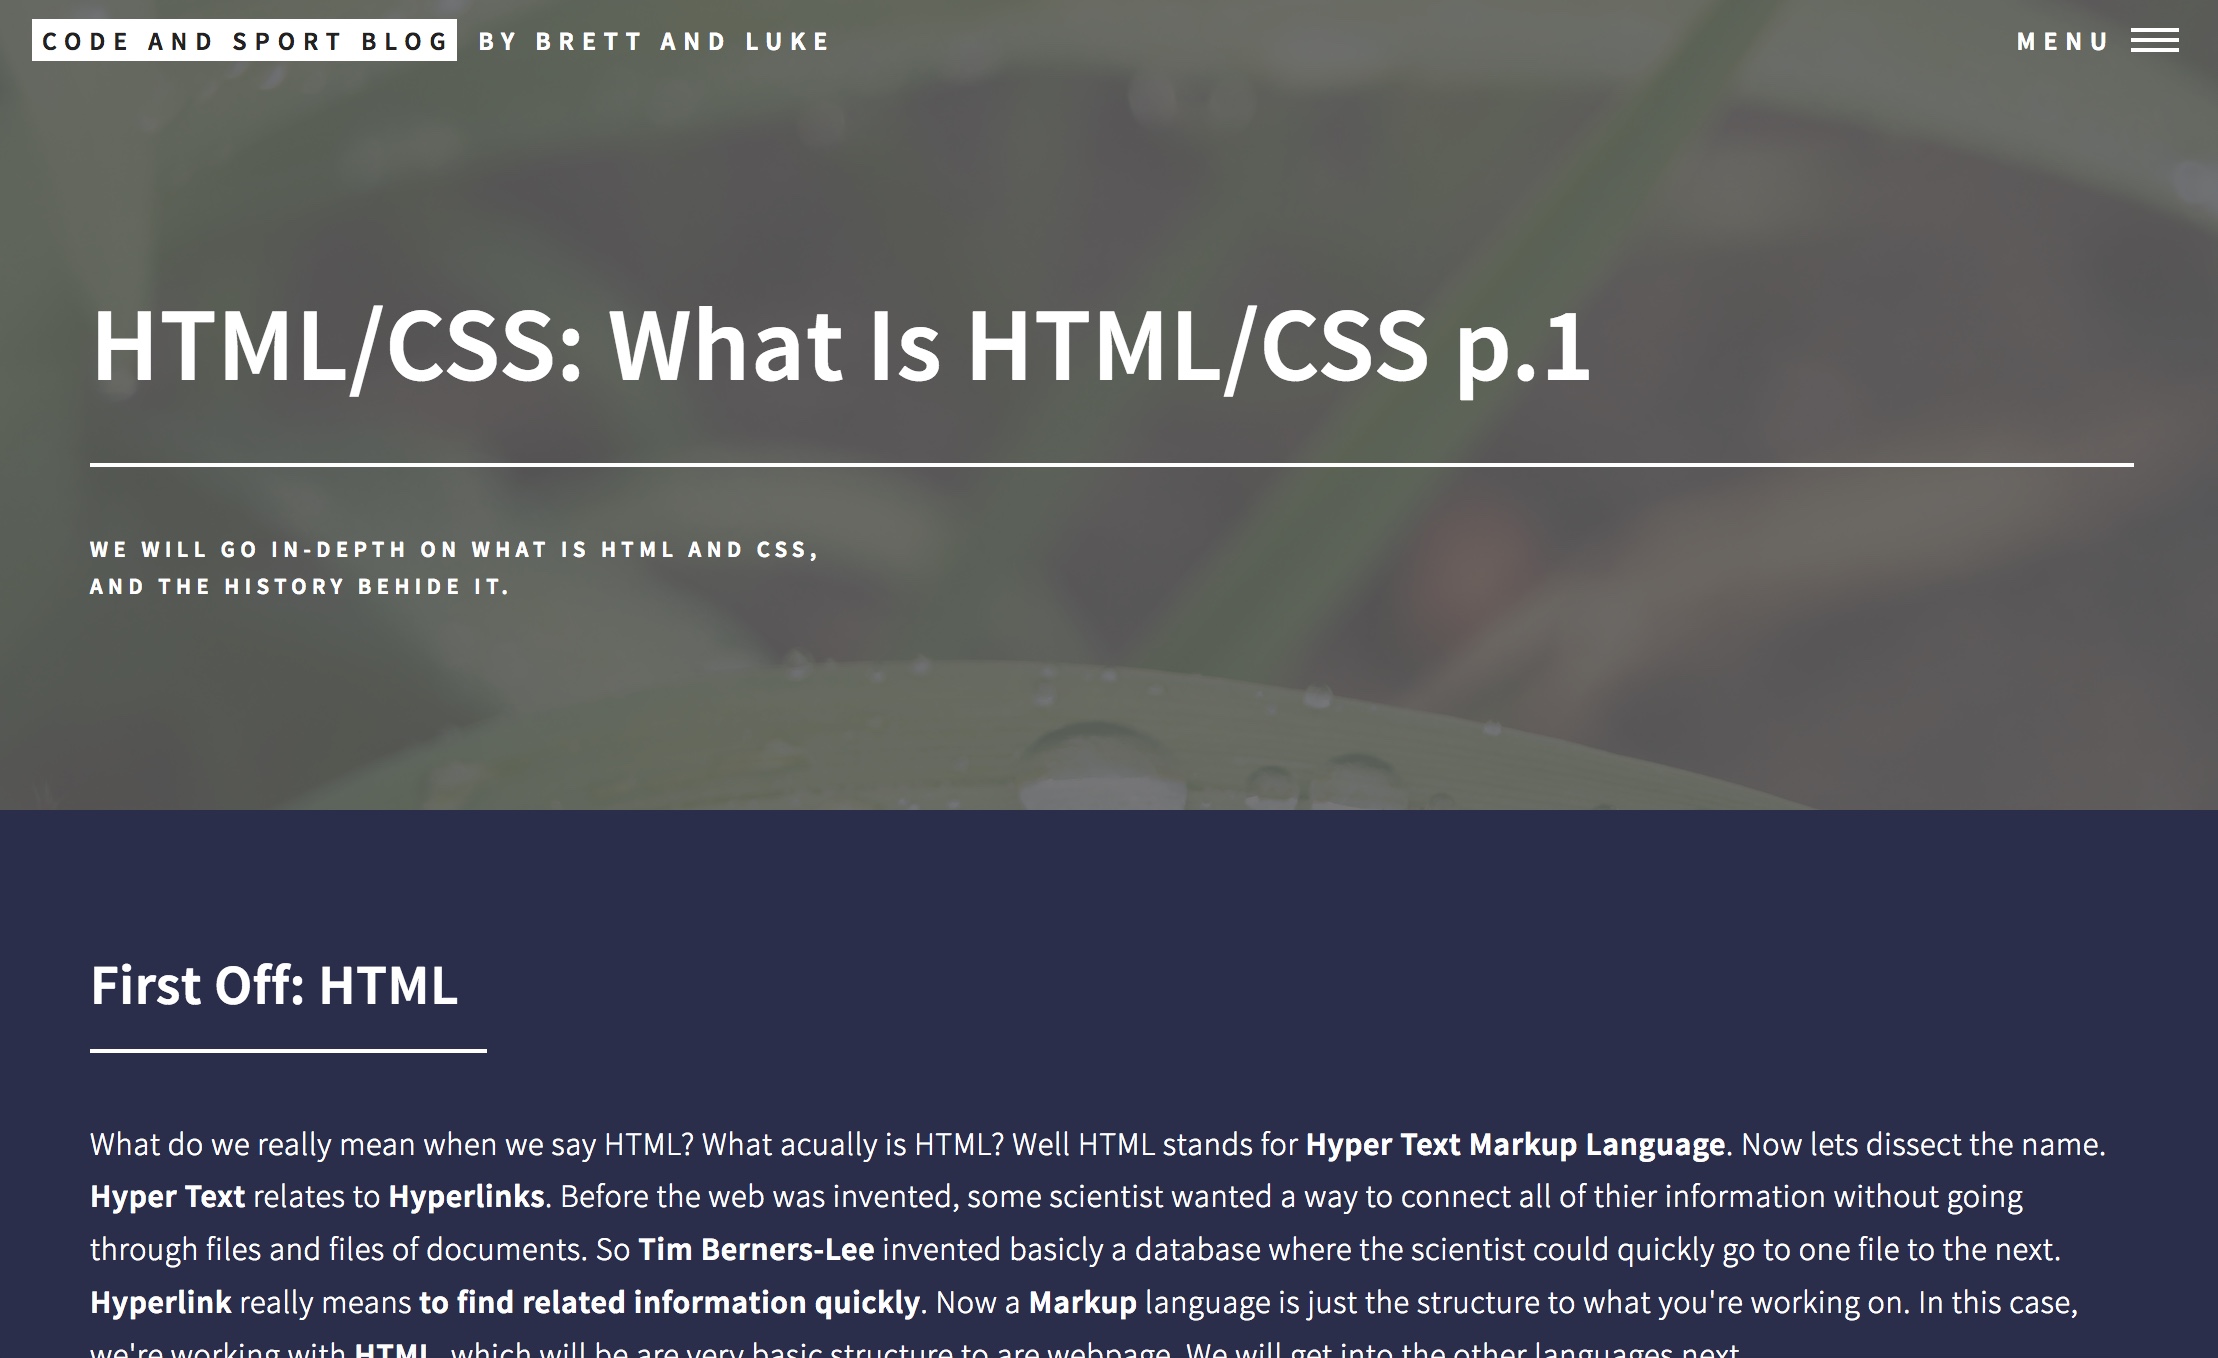 CODE AND SPORT BLOG BY BRETT AND LUKE MENU
HTML/CSS: What Is HTML/CSS p.1
WE WILL GO IN-DEPTH ON WHAT IS HTML AND CSS,
AND THE HISTORY BEHIDE IT.
First Off: HTML
What do we really mean when we say HTML? What acually is HTML? Well HTML stands for Hyper Text Markup Language. Now lets dissect the name.
Hyper Text relates to Hyperlinks. Before the web was invented, some scientist wanted a way to connect all of thier information without going
through files and files of documents. So Tim Berners-Lee invented basicly a database where the scientist could quickly go to one file to the next.
Hyperlink really means to find related information quickly. Now a Markup language is just the structure to what you're working on. In this case,
we're working with HTML, which will be are very basic structure to are webpage. We will get into the other languages next.